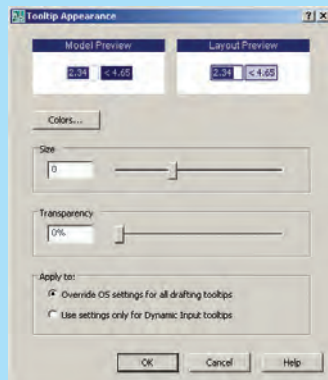 Tooltip Appearance
Model Preview
Layout Preview
2.34 < 4.65
2.34 < 4.65
Colors...
Size
0
Transparency
0%
Apply to:
Override OS settings for all drafting tooltips
Use settings only for Dynamic Input tooltips
OK Cancel Help